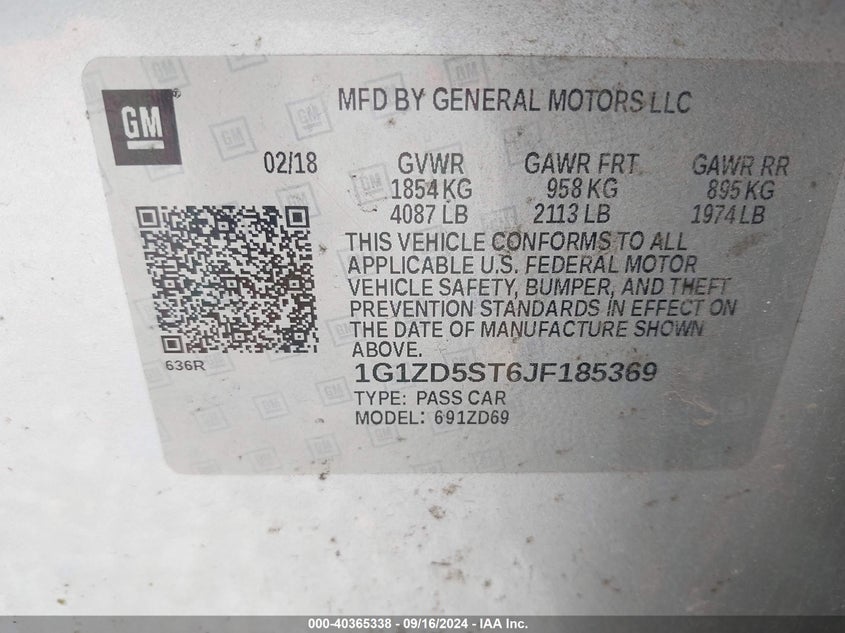 GM
MFD BY GENERAL MOTORS LLC
02/18 GVWR GAWR FRT GAWR RR
1854 KG 958 KG 895 KG
4087 LB 2113 LB 1974 LB
THIS VEHICLE CONFORMS TO ALL
APPLICABLE U.S. FEDERAL MOTOR
VEHICLE SAFETY, BUMPER, AND THEFT
PREVENTION STANDARDS IN EFFECT ON
THE DATE OF MANUFACTURE SHOWN
ABOVE.
636R
1G1ZD5ST6JF185369
TYPE: PASS CAR
MODEL: 691ZD69
000-40365338 - 09/16/2024 - IAA Inc.